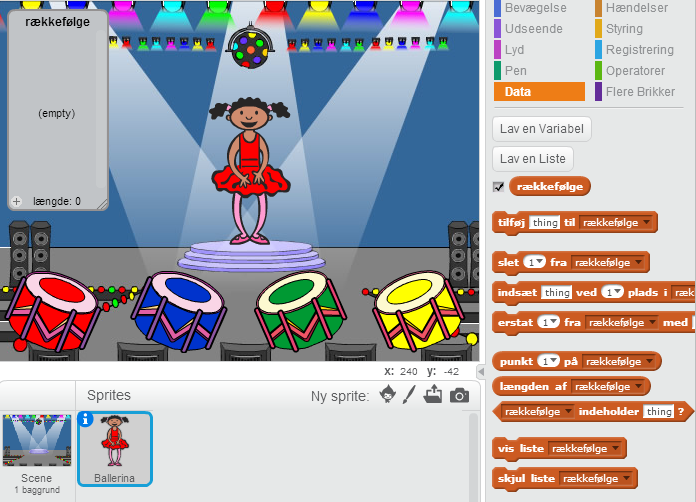 rækkefølge
(empty)
+ længde: 0
x: 240 y: -42
Sprites
Ny sprite:
Scene
1 baggrund
i
Ballerina
Bevægelse
Hændelser
Udseende
Styring
Lyd
Registrering
Pen
Operatorer
Data
Flere Brikker
Lav en Variabel
Lav en Liste
rækkefølge
tilføj thing til rækkefølge
slet 1 fra rækkefølge
indsæt thing ved 1 plads i ræk
erstat 1 fra rækkefølge med
punkt 1 på rækkefølge
længden af rækkefølge
rækkefølge indeholder thing ?
vis liste rækkefølge
skjul liste rækkefølge